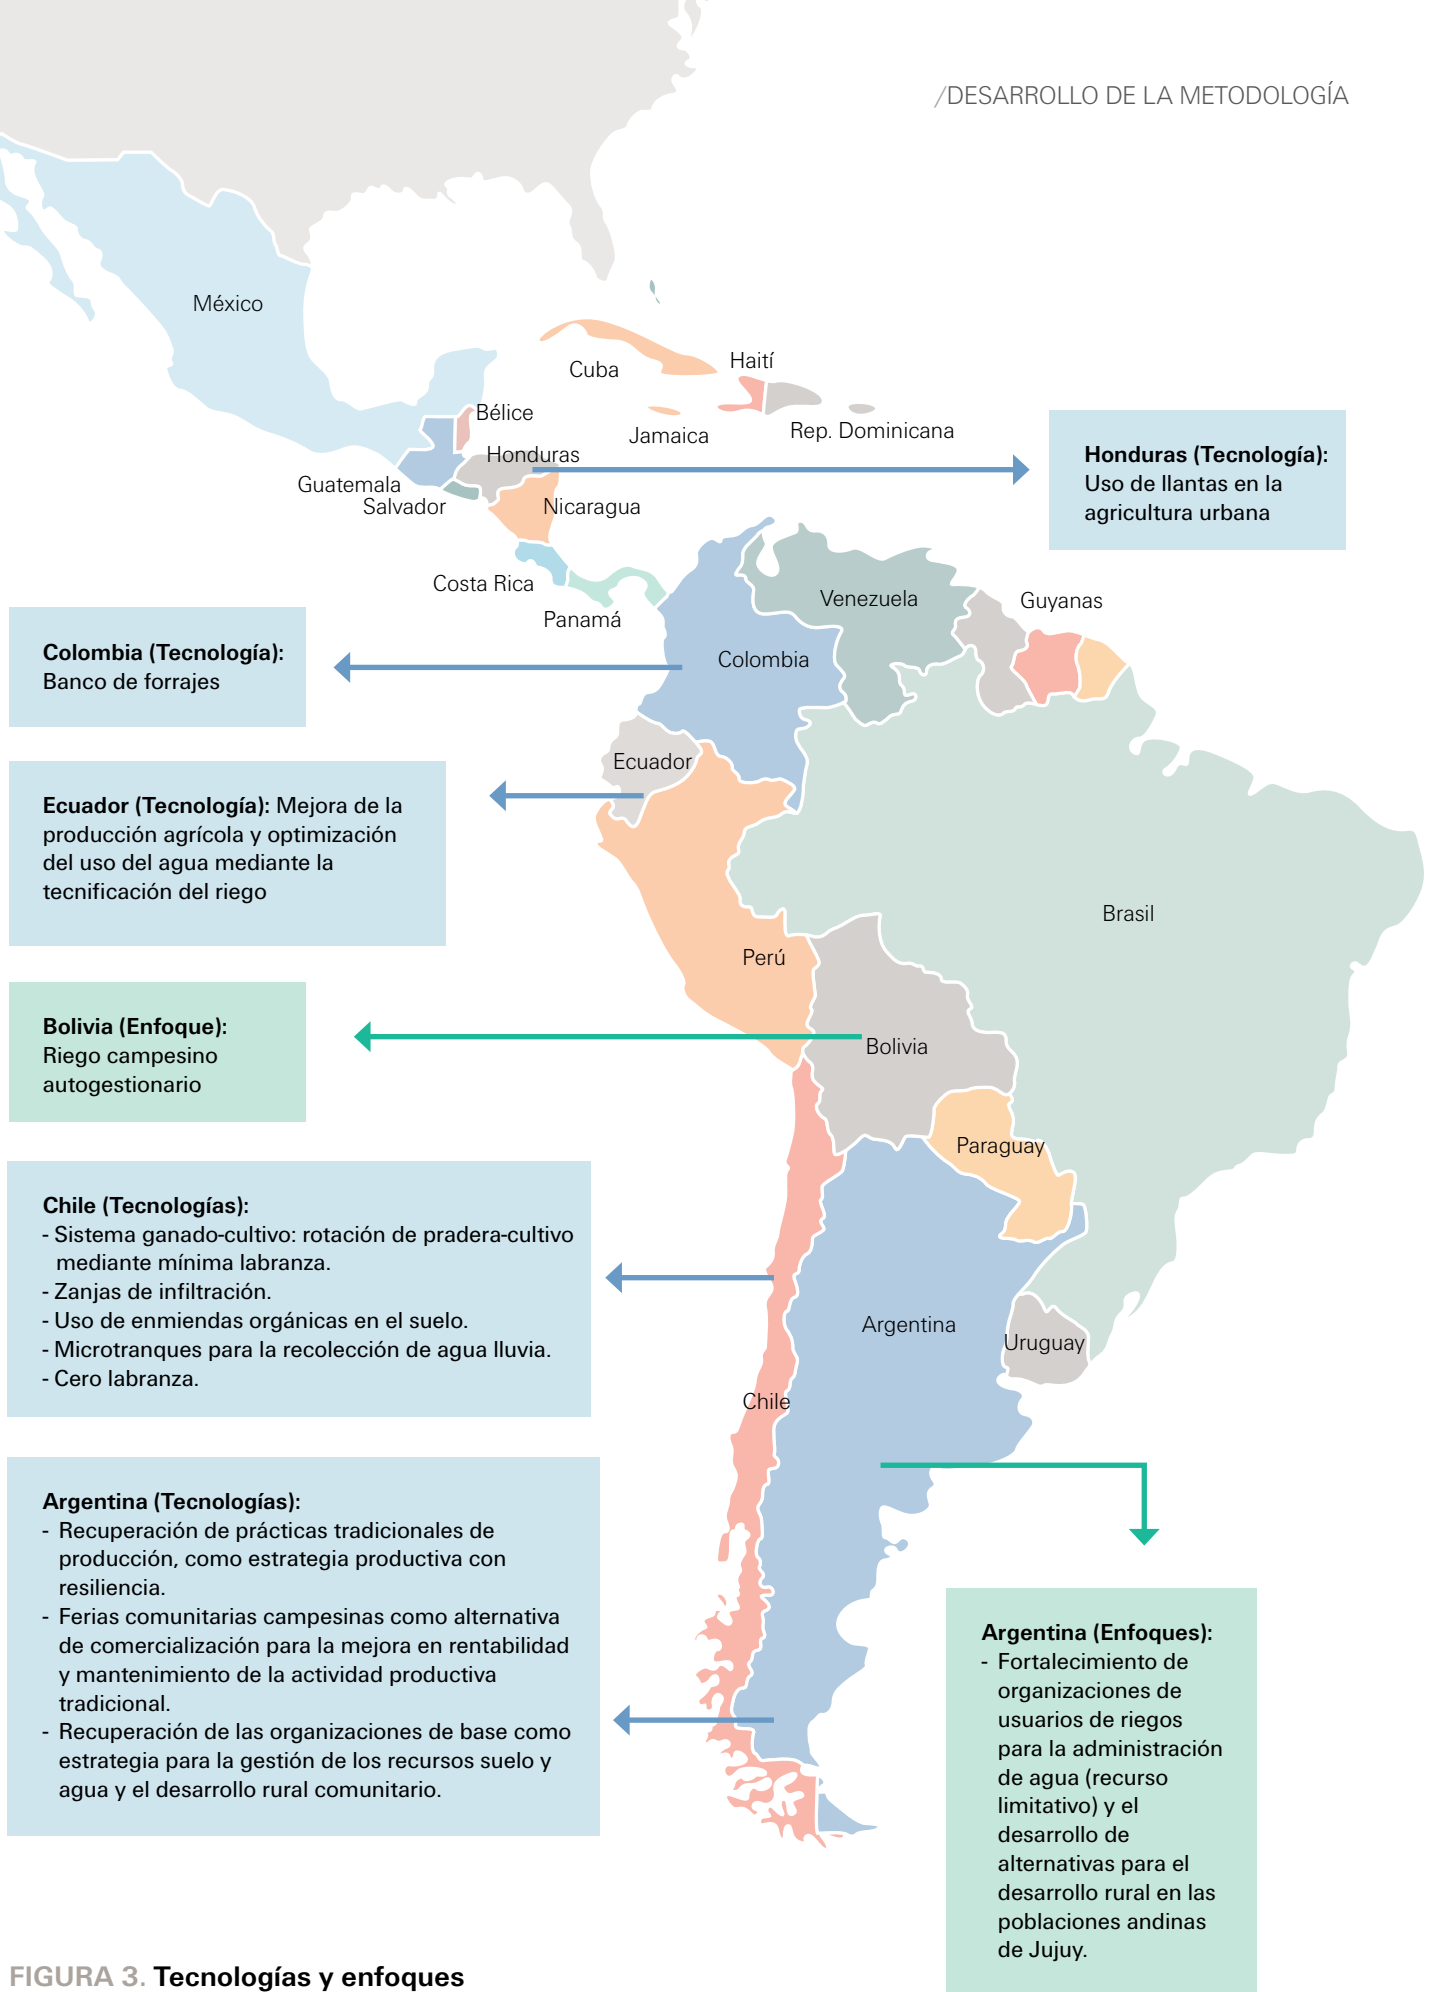 /DESARROLLO DE LA METODOLOGÍA
México
Cuba
Haití
Bélice
Jamaica
Rep. Dominicana
Honduras
Guatemala
Salvador
Nicaragua
Honduras (Tecnología):
Uso de llantas en la
agricultura urbana
Costa Rica
Panamá
Venezuela
Guyanas
Colombia
Colombia (Tecnología):
Banco de forrajes
Ecuador
Ecuador (Tecnología): Mejora de la
producción agrícola y optimización
del uso del agua mediante la
tecnificación del riego
Brasil
Perú
Bolivia (Enfoque):
Riego campesino
autogestionario
Bolivia
Paraguay
Chile (Tecnologías):
- Sistema ganado-cultivo: rotación de pradera-cultivo
mediante mínima labranza.
- Zanjas de infiltración.
- Uso de enmiendas orgánicas en el suelo.
- Microtranques para la recolección de agua lluvia.
- Cero labranza.
Argentina
Uruguay
Chile
Argentina (Tecnologías):
- Recuperación de prácticas tradicionales de
producción, como estrategia productiva con
resiliencia.
- Ferias comunitarias campesinas como alternativa
de comercialización para la mejora en rentabilidad
y mantenimiento de la actividad productiva
tradicional.
- Recuperación de las organizaciones de base como
estrategia para la gestión de los recursos suelo y
agua y el desarrollo rural comunitario.
Argentina (Enfoques):
- Fortalecimiento de
organizaciones de
usuarios de riegos
para la administración
de agua (recurso
limitativo) y el
desarrollo de
alternativas para el
desarrollo rural en las
poblaciones andinas
de Jujuy.
FIGURA 3. Tecnologías y enfoques